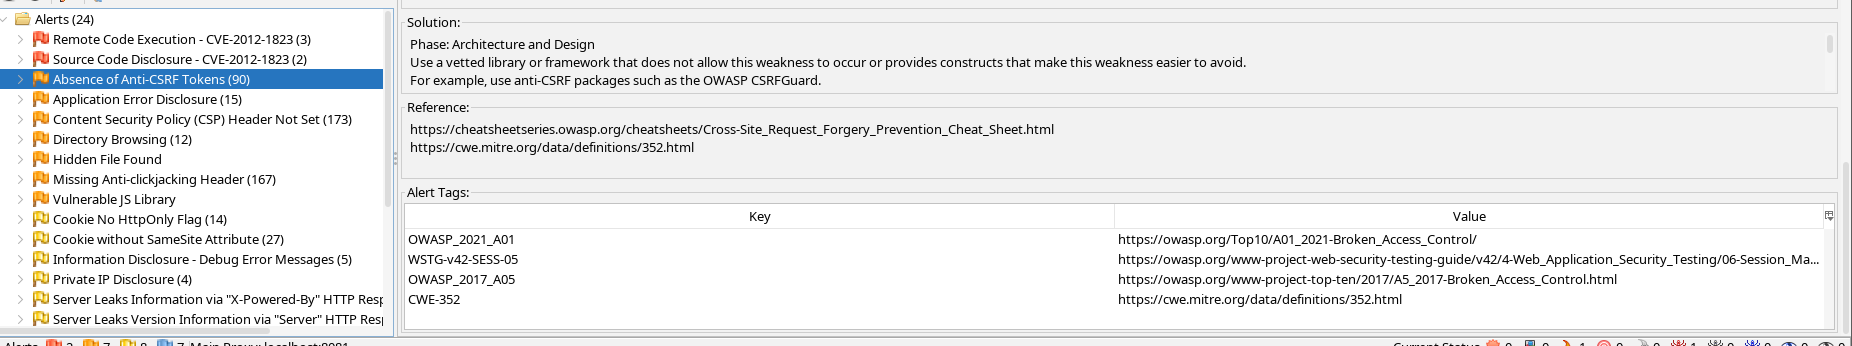 Alerts (24)
Remote Code Execution - CVE-2012-1823 (3)
Source Code Disclosure - CVE-2012-1823 (2)
Absence of Anti-CSRF Tokens (90)
Application Error Disclosure (15)
Content Security Policy (CSP) Header Not Set (173)
Directory Browsing (12)
Hidden File Found
Missing Anti-clickjacking Header (167)
Vulnerable JS Library
Cookie No HttpOnly Flag (14)
Cookie without SameSite Attribute (27)
Information Disclosure - Debug Error Messages (5)
Private IP Disclosure (4)
Server Leaks Information via "X-Powered-By" HTTP Resp
Server Leaks Version Information via "Server" HTTP Resp
Solution:
Phase: Architecture and Design
Use a vetted library or framework that does not allow this weakness to occur or provides constructs that make this weakness easier to avoid.
For example, use anti-CSRF packages such as the OWASP CSRFGuard.
Reference:
https://cheatsheetseries.owasp.org/cheatsheets/Cross-Site_Request_Forgery_Prevention_Cheat_Sheet.html
https://cwe.mitre.org/data/definitions/352.html
Alert Tags:
Key Value
OWASP_2021_A01 https://owasp.org/Top10/A01_2021-Broken_Access_Control/
WSTG-v42-SESS-05 https://owasp.org/www-project-web-security-testing-guide/v42/4-Web_Application_Security_Testing/06-Session_Ma...
OWASP_2017_A05 https://owasp.org/www-project-top-ten/2017/A5_2017-Broken_Access_Control.html
CWE-352 https://cwe.mitre.org/data/definitions/352.html
Alerts 2 7 8 7 Main Proxy: localhost:8081
Current Status 0 0 1 0 0 1 0 0 0 0